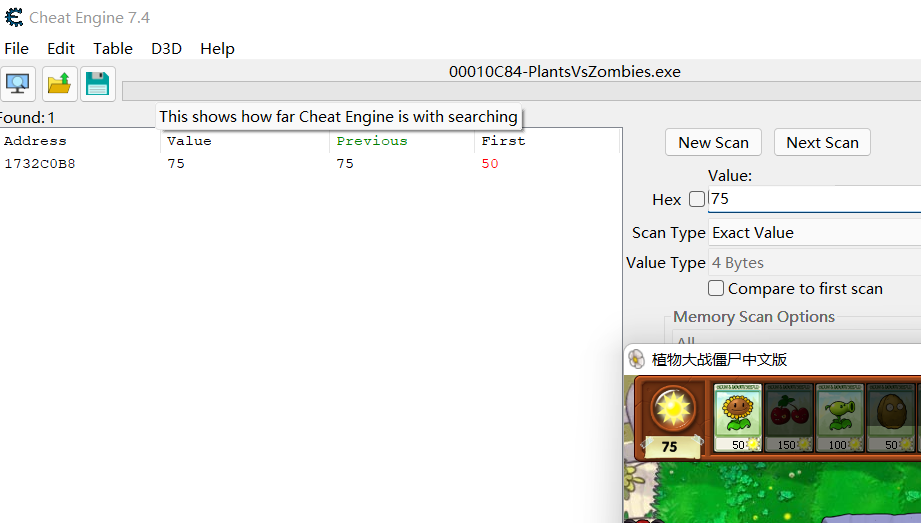 Cheat Engine 7.4
File Edit Table D3D Help
00010C84-PlantsVsZombies.exe
Found: 1
This shows how far Cheat Engine is with searching
Address Value Previous First
1732C0B8 75 75 50
New Scan Next Scan
Value:
Hex 75
Scan Type Exact Value
Value Type 4 Bytes
Compare to first scan
Memory Scan Options
All
植物大战僵尸中文版
75
50 150 100 50